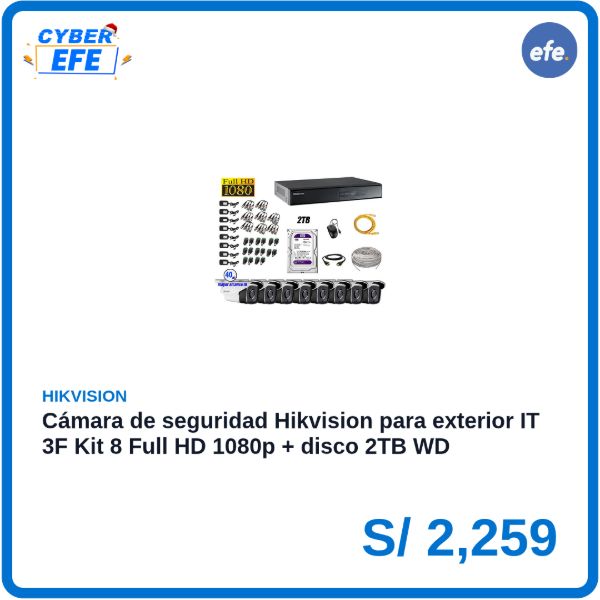 CYBER
EFE
efe.
Full HD
1080
2TB
40
HIKVISION
Cámara de seguridad Hikvision para exterior IT
3F Kit 8 Full HD 1080p + disco 2TB WD
S/ 2,259